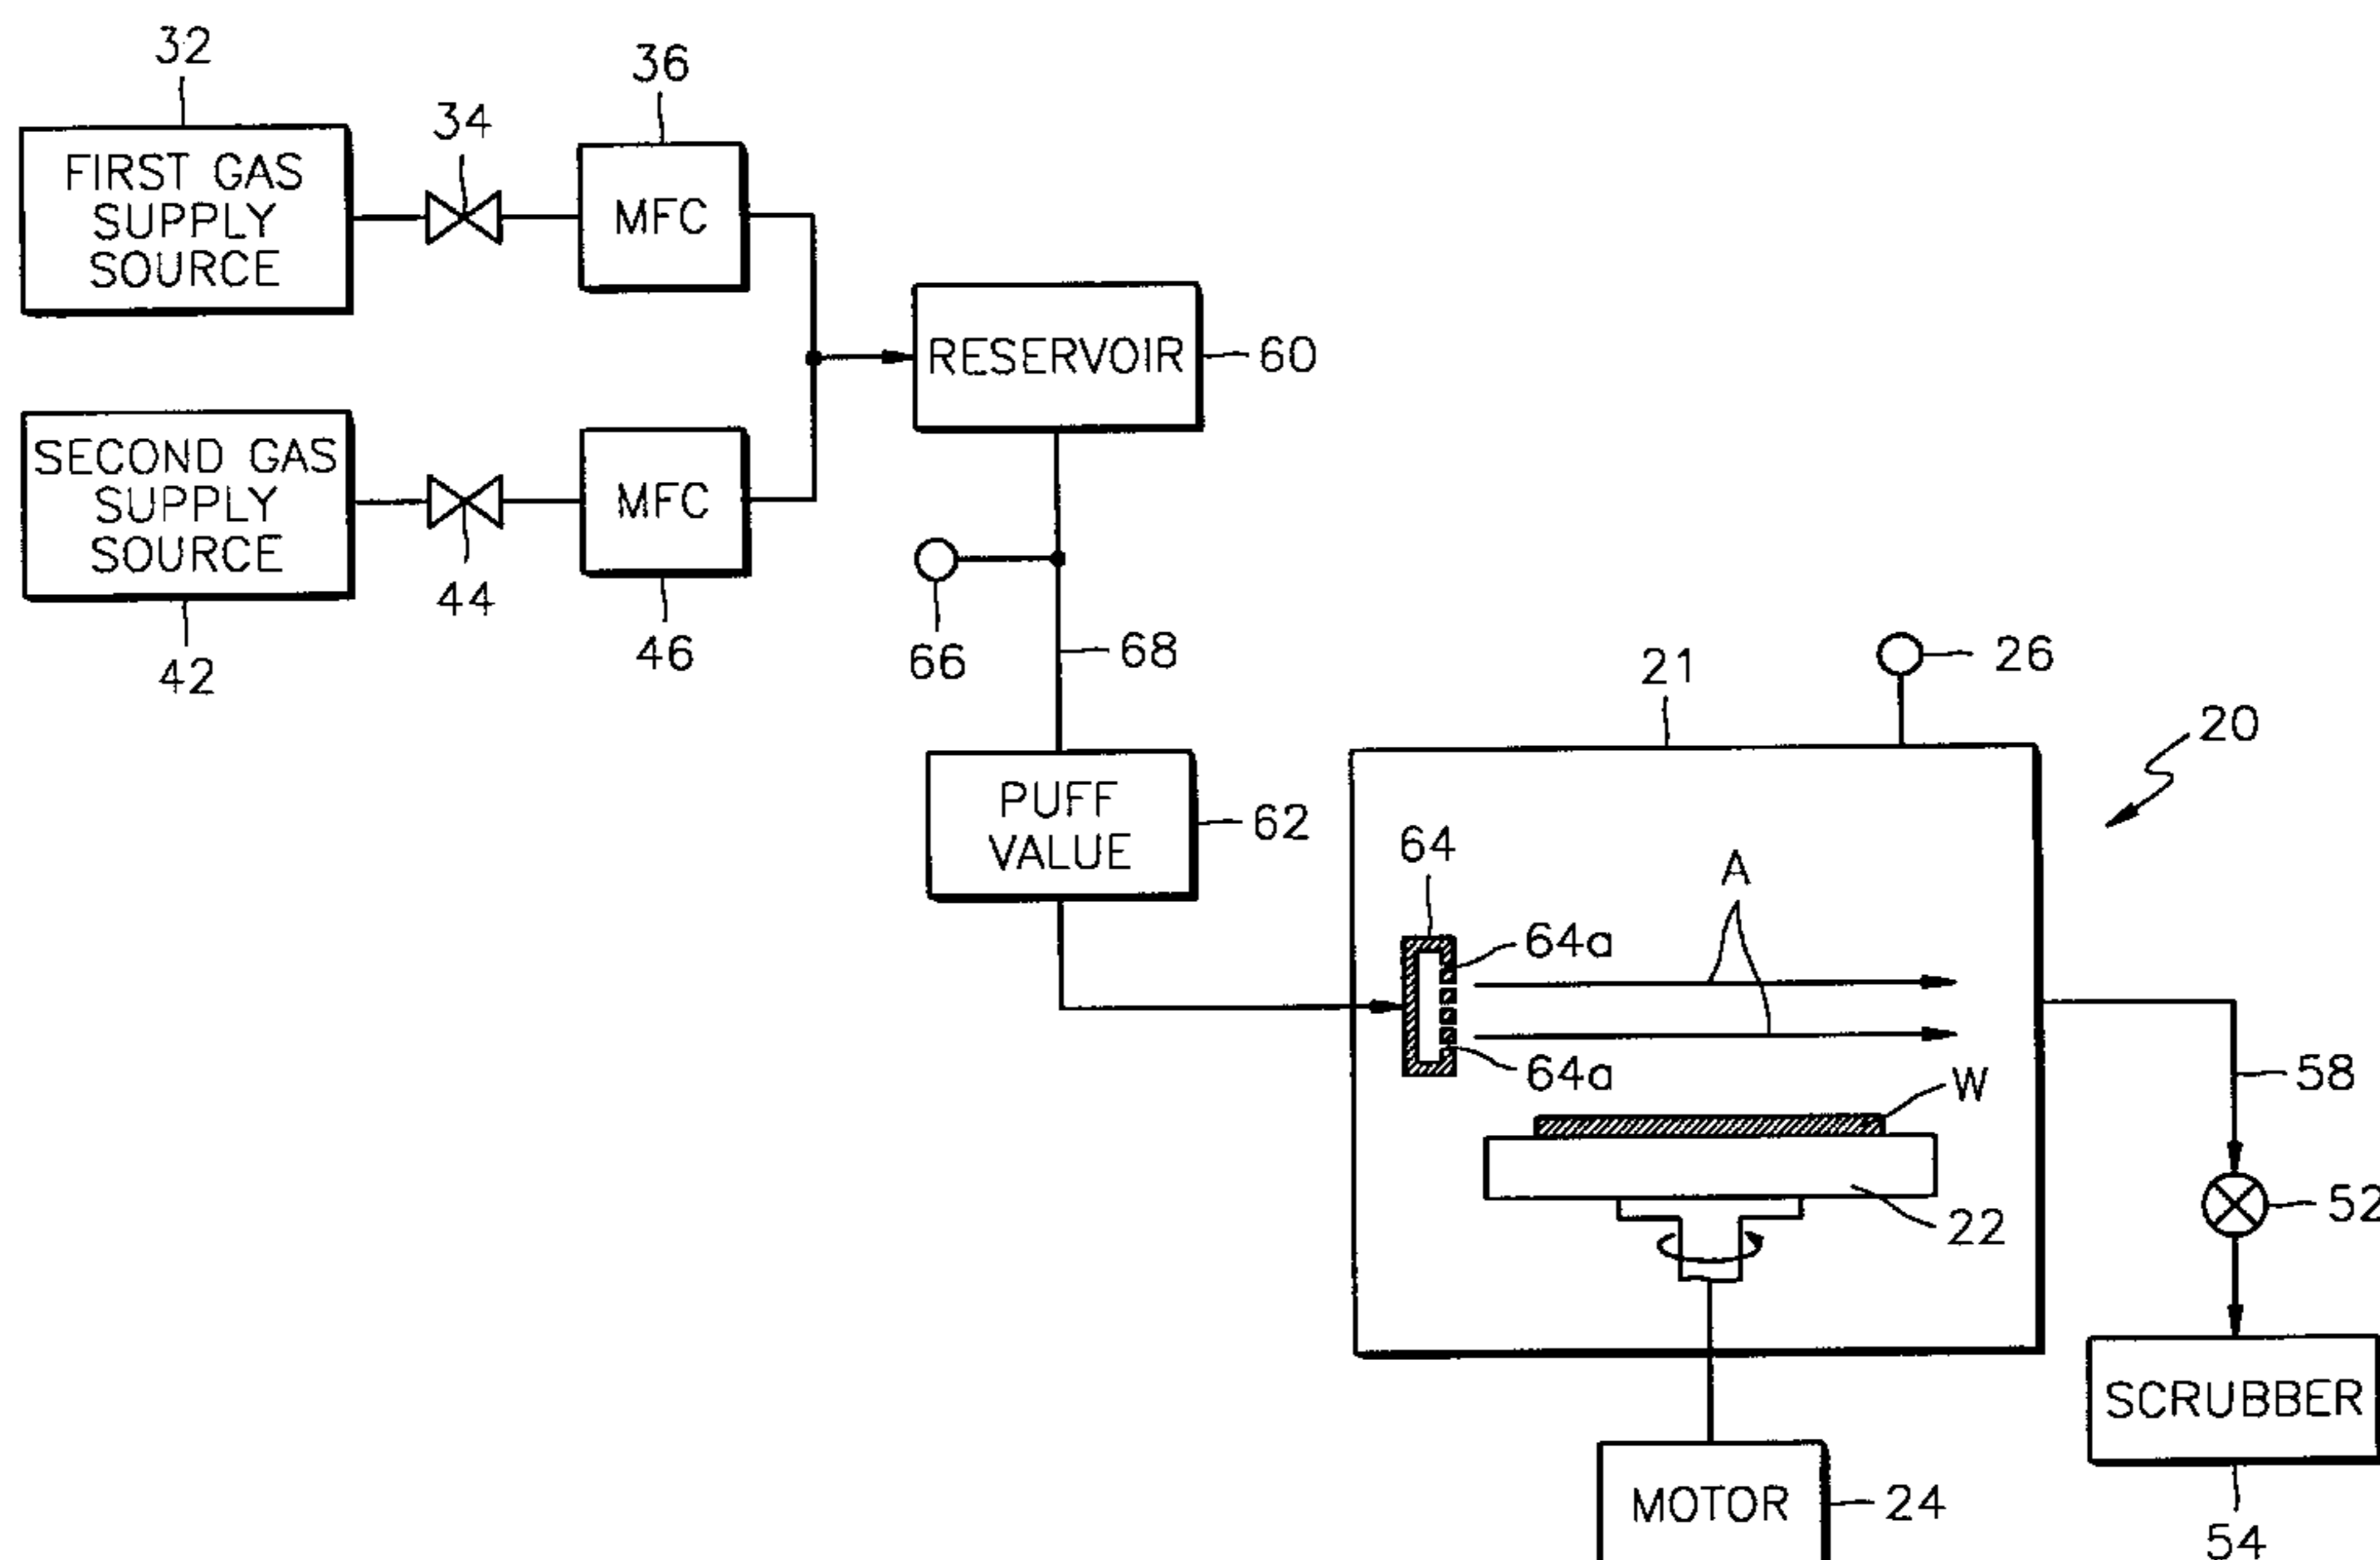 32
36
34
FIRST GAS
SUPPLY
SOURCE
MFC
RESERVOIR
60
SECOND GAS
SUPPLY
SOURCE
MFC
44
42
46
66
68
21
26
20
PUFF
VALUE
62
64
A
64a
64a
58
W
52
22
SCRUBBER
MOTOR
24
54